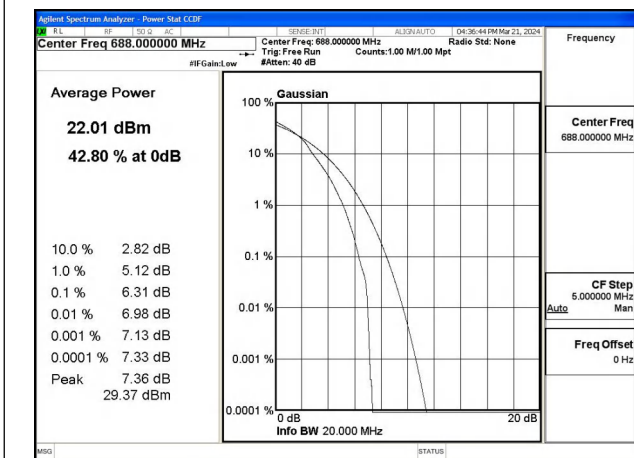 Agilent Spectrum Analyzer - Power Stat CCDF
RL RF 50 Ω AC SENSE:INT ALIGNAUTO 04:36:44 PM Mar 21, 2024
Center Freq 688.000000 MHz
Center Freq: 688.000000 MHz Radio Std: None
Trig: Free Run Counts:1.00 M/1.00 Mpt
#IFGain:Low #Atten: 40 dB
Frequency
Average Power
22.01 dBm
42.80 % at 0dB
10.0 % 2.82 dB
1.0 % 5.12 dB
0.1 % 6.31 dB
0.01 % 6.98 dB
0.001 % 7.13 dB
0.0001 % 7.33 dB
Peak 7.36 dB
29.37 dBm
Gaussian
100 %
10 %
1 %
0.1 %
0.01 %
0.001 %
0.0001 %
0 dB 20 dB
Info BW 20.000 MHz
Center Freq
688.000000 MHz
CF Step
5.000000 MHz
Auto Man
Freq Offset
0 Hz
MSG STATUS